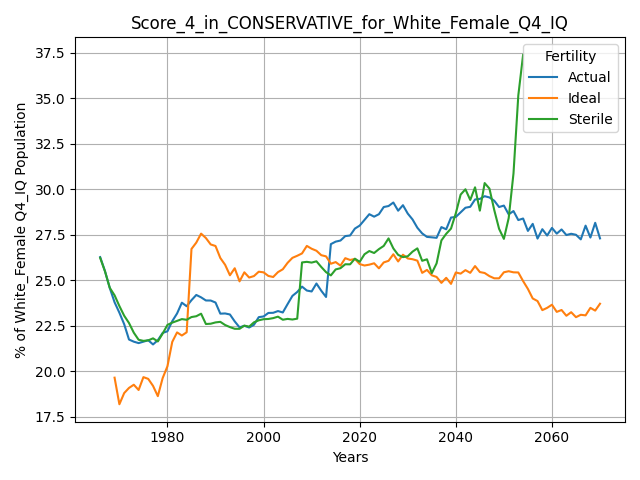 Score_4_in_CONSERVATIVE_for_White_Female_Q4_IQ
% of White_Female Q4_IQ Population
37.5
35.0
32.5
30.0
27.5
25.0
22.5
20.0
17.5
Fertility
Actual
Ideal
Sterile
1980 2000 2020 2040 2060
Years